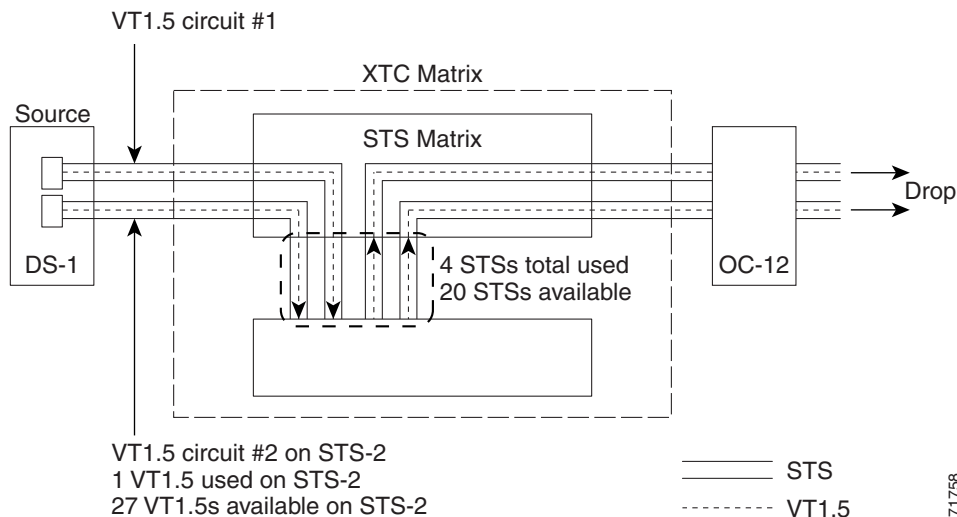 VT1.5 circuit #1
XTC Matrix
Source
STS Matrix
Drop
DS-1
4 STSs total used
20 STSs available
OC-12
VT1.5 circuit #2 on STS-2
1 VT1.5 used on STS-2
27 VT1.5s available on STS-2
STS
VT1.5
71758